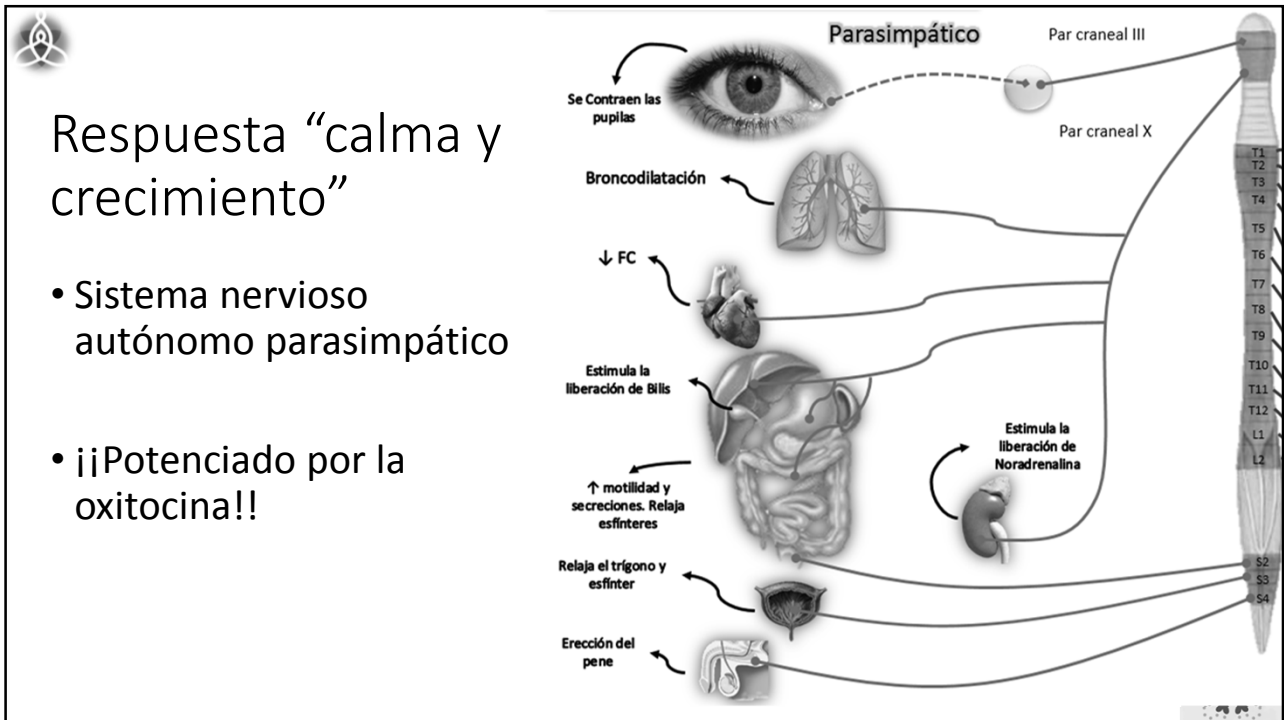 Respuesta “calma y
crecimiento”
• Sistema nervioso
autónomo parasimpático
• ¡¡Potenciado por la
oxitocina!!
Parasimpático
Par craneal III
Se Contraen las
pupilas
Par craneal X
Broncodilatación
↓ FC
Estimula la
liberación de Bilis
↑ motilidad y
secreciones. Relaja
esfínteres
Estimula la
liberación de
Noradrenalina
Relaja el trígono y
esfínter
Erección del
pene
T1
T2
T3
T4
T5
T6
T7
T8
T9
T10
T11
T12
L1
L2
S2
S3
S4